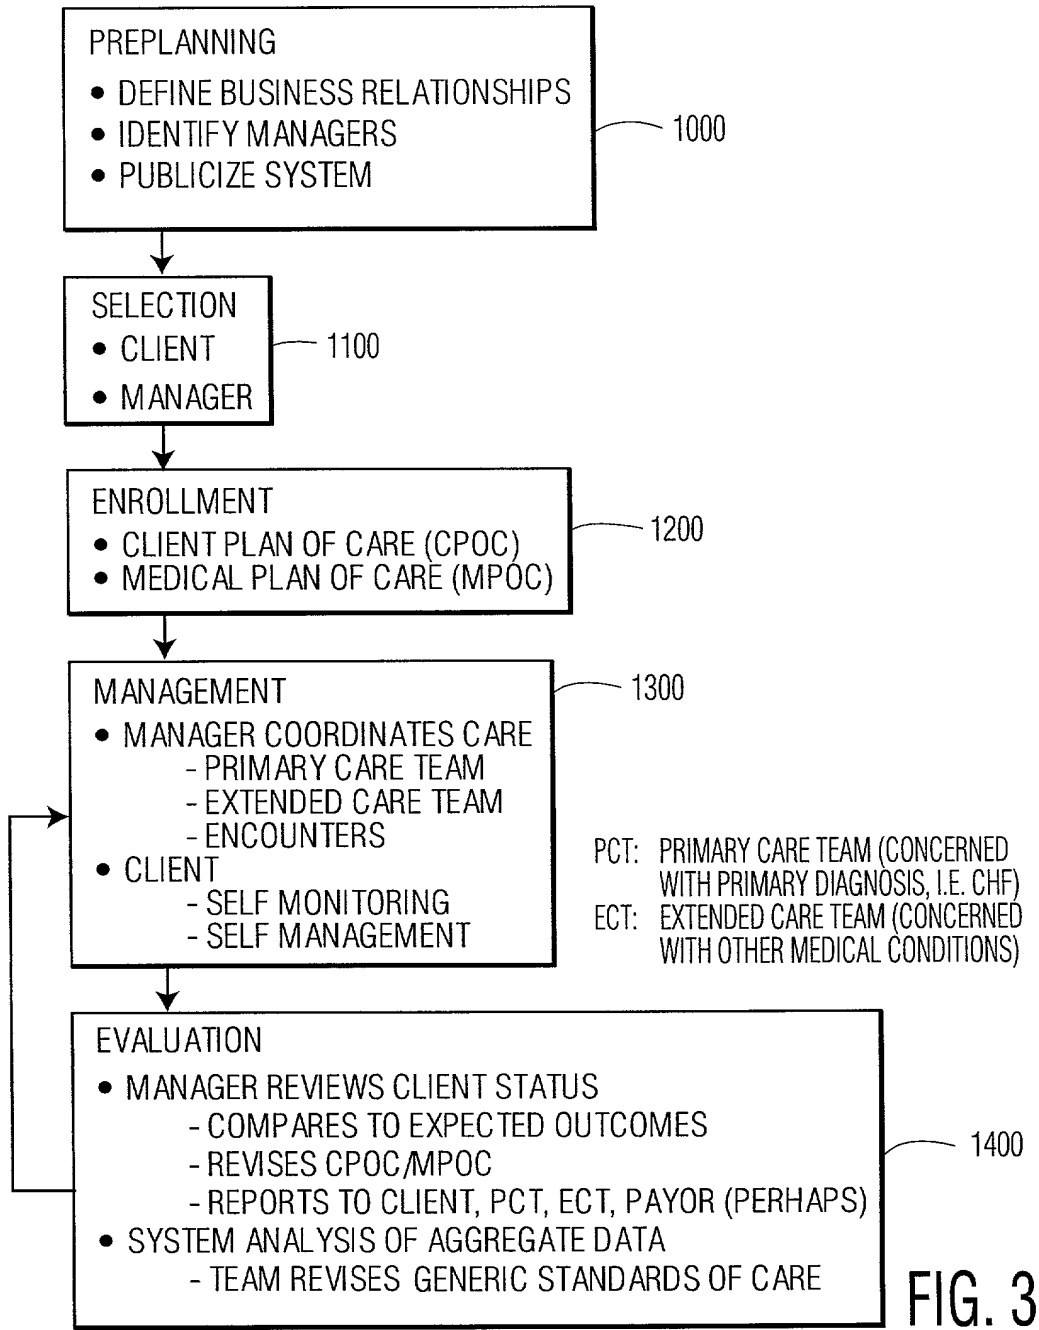 PREPLANNING
• DEFINE BUSINESS RELATIONSHIPS
• IDENTIFY MANAGERS
• PUBLICIZE SYSTEM
1000
SELECTION
• CLIENT
• MANAGER
1100
ENROLLMENT
• CLIENT PLAN OF CARE (CPOC)
• MEDICAL PLAN OF CARE (MPOC)
1200
MANAGEMENT
• MANAGER COORDINATES CARE
- PRIMARY CARE TEAM
- EXTENDED CARE TEAM
- ENCOUNTERS
• CLIENT
- SELF MONITORING
- SELF MANAGEMENT
1300
PCT: PRIMARY CARE TEAM (CONCERNED
WITH PRIMARY DIAGNOSIS, I.E. CHF)
ECT: EXTENDED CARE TEAM (CONCERNED
WITH OTHER MEDICAL CONDITIONS)
EVALUATION
• MANAGER REVIEWS CLIENT STATUS
- COMPARES TO EXPECTED OUTCOMES
- REVISES CPOC/MPOC
- REPORTS TO CLIENT, PCT, ECT, PAYOR (PERHAPS)
• SYSTEM ANALYSIS OF AGGREGATE DATA
- TEAM REVISES GENERIC STANDARDS OF CARE
1400
FIG. 3